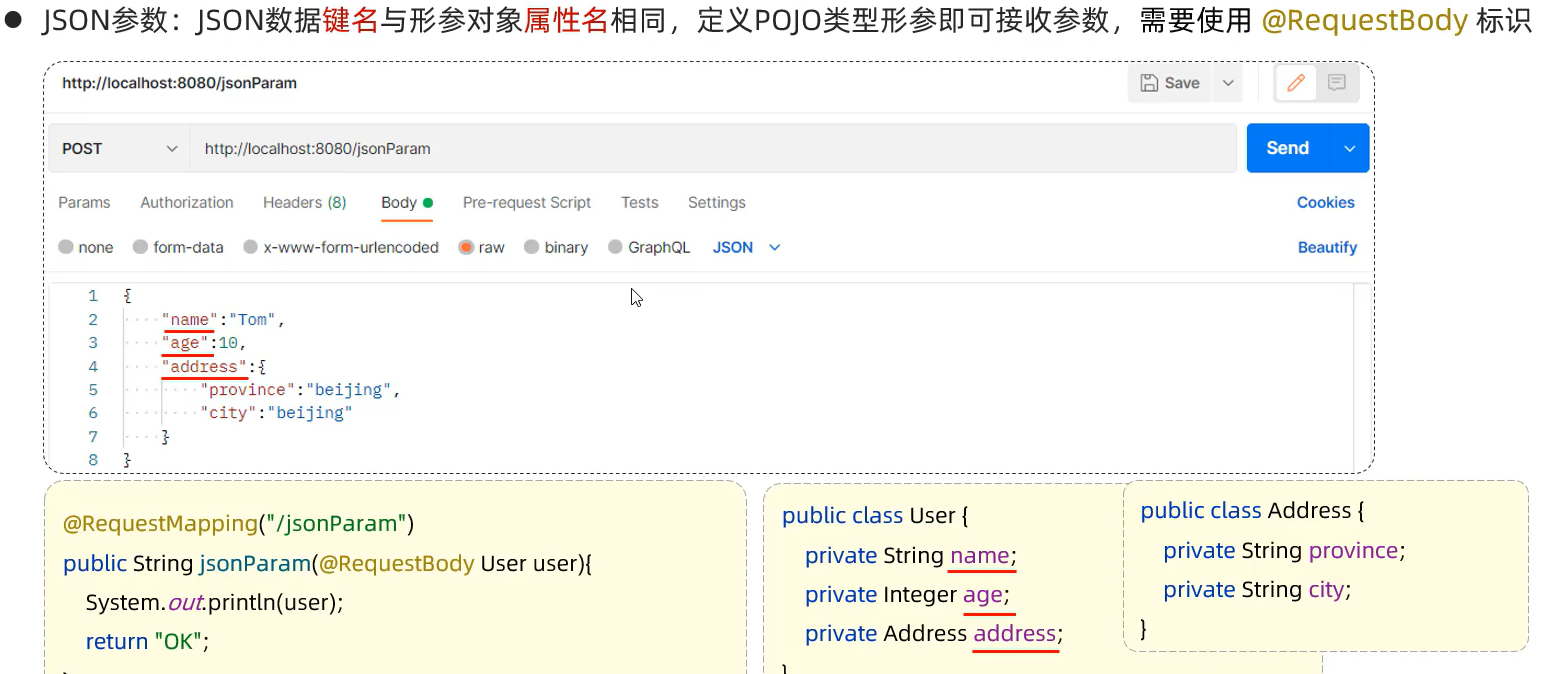 ● JSON参数：JSON数据键名与形参对象属性名相同，定义POJO类型形参即可接收参数，需要使用 @RequestBody 标识
http://localhost:8080/jsonParam Save
POST http://localhost:8080/jsonParam Send
Params Authorization Headers (8) Body Pre-request Script Tests Settings Cookies
none form-data x-www-form-urlencoded raw binary GraphQL JSON Beautify
1 {
2 "name":"Tom",
3 "age":10,
4 "address":{
5 "province":"beijing",
6 "city":"beijing"
7 }
8 }
@RequestMapping("/jsonParam")
public String jsonParam(@RequestBody User user){
System.out.println(user);
return "OK";
public class User {
private String name;
private Integer age;
private Address address;
}
public class Address {
private String province;
private String city;
}